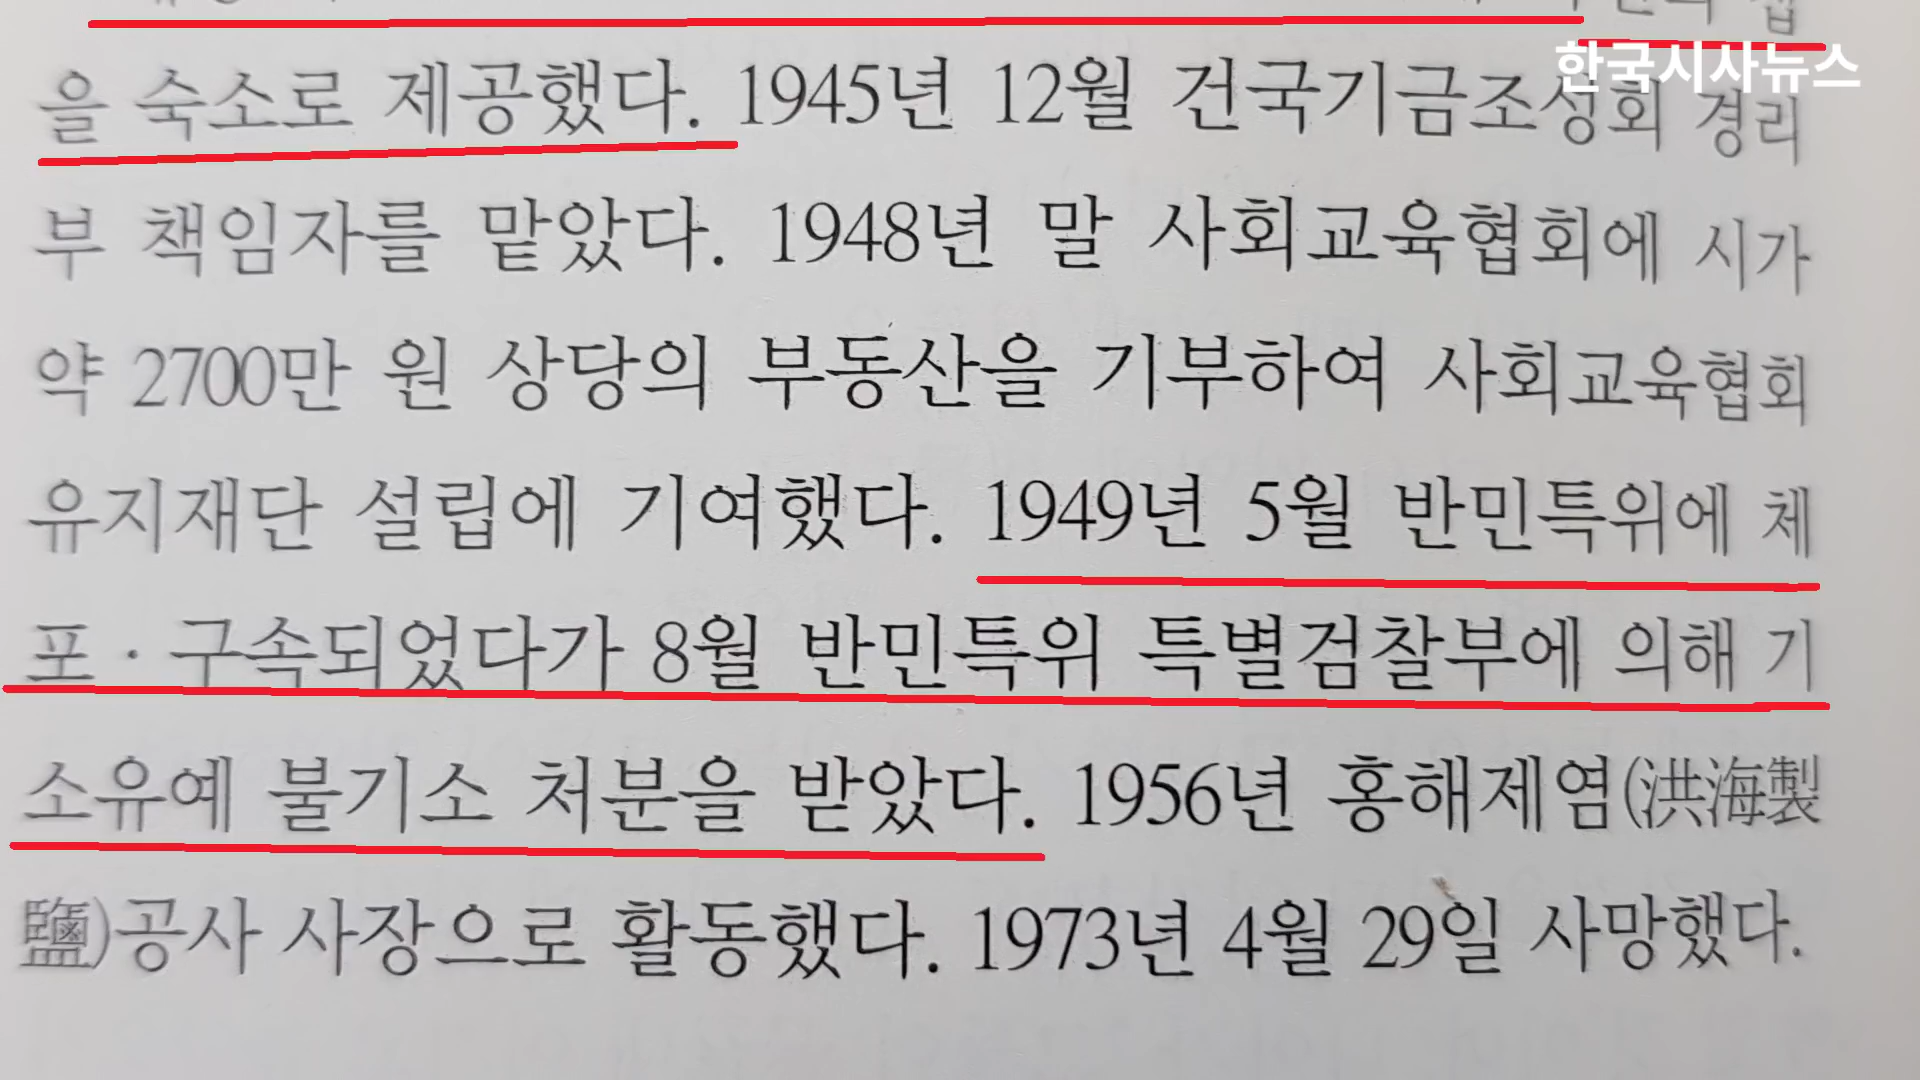 한국시사뉴스
을 숙소로 제공했다. 1945년 12월 건국기금조성회 경리
부 책임자를 맡았다. 1948년 말 사회교육협회에 시가
약 2700만 원 상당의 부동산을 기부하여 사회교육협회
유지재단 설립에 기여했다. 1949년 5월 반민특위에 체
포·구속되었다가 8월 반민특위 특별검찰부에 의해 기
소유예 불기소 처분을 받았다. 1956년 홍해제염(洪海製
鹽)공사 사장으로 활동했다. 1973년 4월 29일 사망했다.